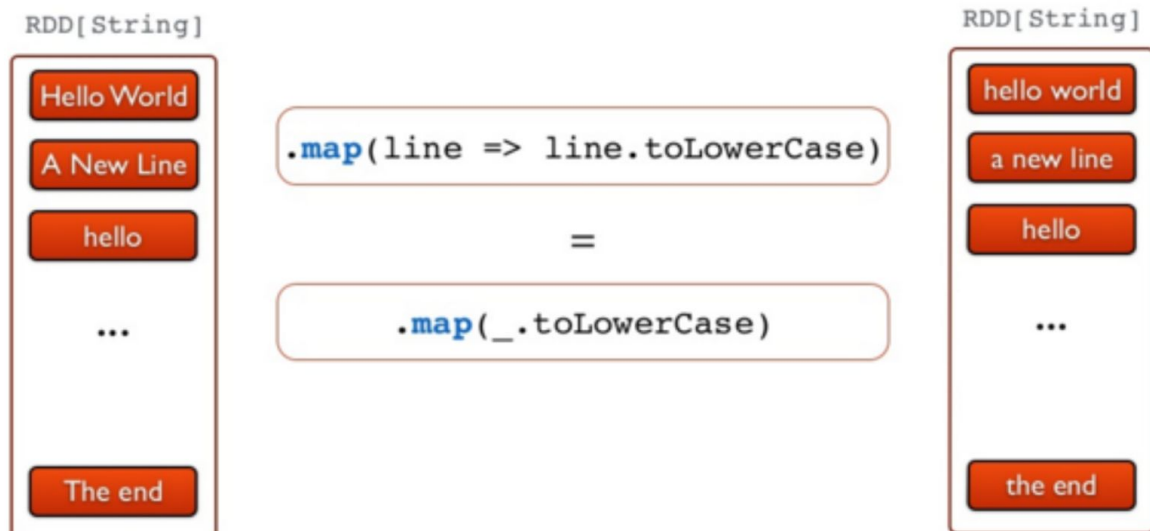 RDD[String]
Hello World
A New Line
hello
...
The end
.map(line => line.toLowerCase)
=
.map(_.toLowerCase)
RDD[String]
hello world
a new line
hello
...
the end